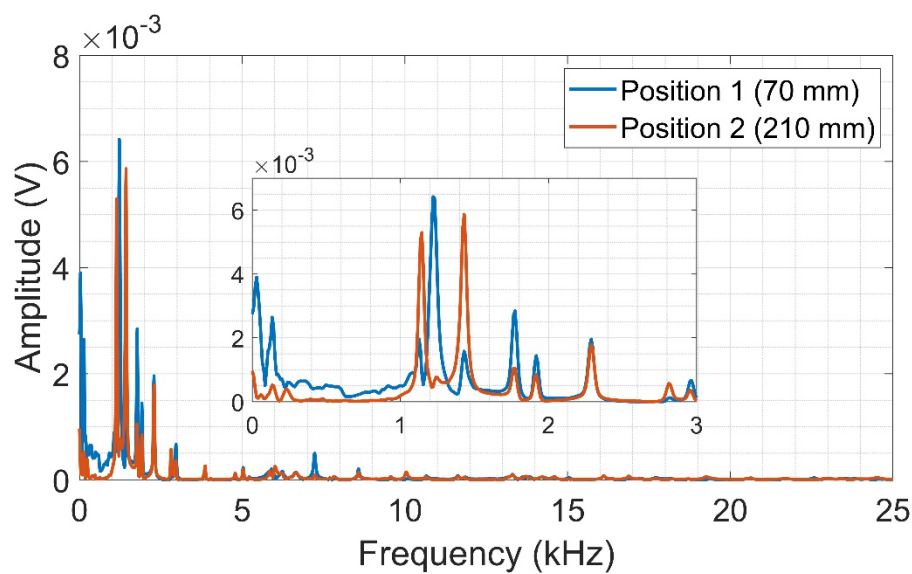 ×10⁻³
8
6
4
2
0
Amplitude (V)
Position 1 (70 mm)
Position 2 (210 mm)
×10⁻³
6
4
2
0
0 1 2 3
0 5 10 15 20 25
Frequency (kHz)